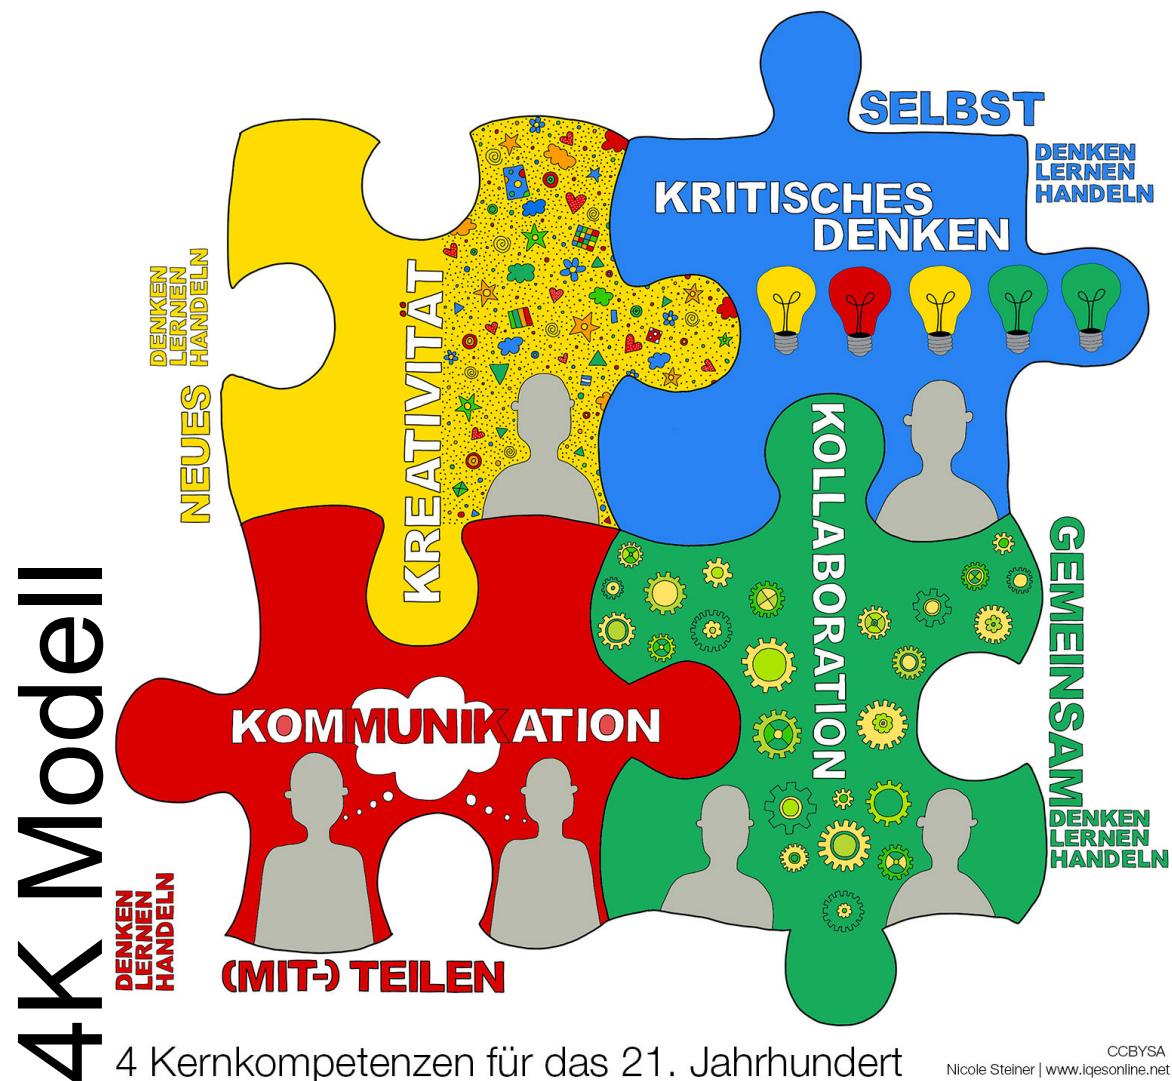 4K Modell
SELBST
DENKEN
LERNEN
HANDELN
KRITISCHES
DENKEN
NEUES
DENKEN
LERNEN
HANDELN
KREATIVITÄT
KOLLABORATION
GEMEINSAM
DENKEN
LERNEN
HANDELN
KOMMUNIKATION
DENKEN
LERNEN
HANDELN
(MIT-) TEILEN
4 Kernkompetenzen für das 21. Jahrhundert
CCBYSA
Nicole Steiner | www.iqesonline.net